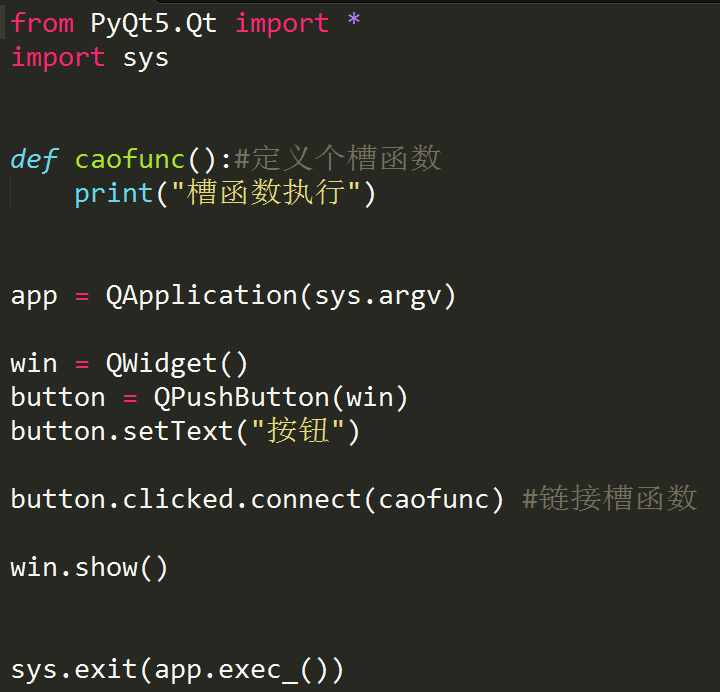 from PyQt5.Qt import *
import sys
def caofunc():#定义个槽函数
    print("槽函数执行")
app = QApplication(sys.argv)
win = QWidget()
button = QPushButton(win)
button.setText("按钮")
button.clicked.connect(caofunc) #链接槽函数
win.show()
sys.exit(app.exec_())